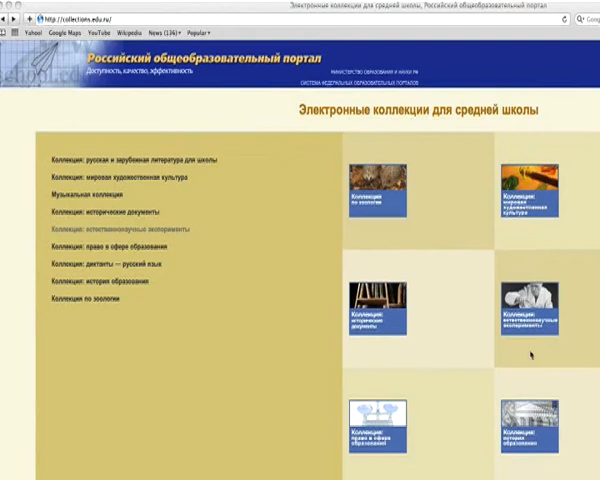 Электронные коллекции для средней школы, Российский общеобразовательный портал
http://collections.edu.ru/
Yahoo! Google Maps YouTube Wikipedia News (136) Popular
Российский общеобразовательный портал
Доступность, качество, эффективность
МИНИСТЕРСТВО ОБРАЗОВАНИЯ И НАУКИ РФ
СИСТЕМА ФЕДЕРАЛЬНЫХ ОБРАЗОВАТЕЛЬНЫХ ПОРТАЛОВ
Электронные коллекции для средней школы
Коллекция: русская и зарубежная литература для школы
Коллекция: мировая художественная культура
Музыкальная коллекция
Коллекция: исторические документы
Коллекция: естественнонаучные эксперименты
Коллекция: право в сфере образования
Коллекция: диктанты — русский язык
Коллекция: история образования
Коллекция по зоологии
Коллекция
по зоологии
Коллекция:
мировая
художественная
культура
Коллекция:
исторические
документы
Коллекция:
естественнонаучные
эксперименты
Коллекция:
право в сфере
образования
Коллекция:
история
образования